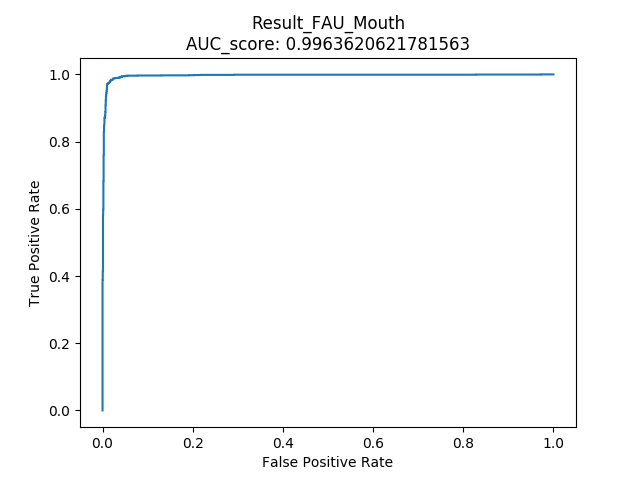 Result_FAU_Mouth
AUC_score: 0.9963620621781563
1.0
0.8
0.6
0.4
0.2
0.0
True Positive Rate
0.0 0.2 0.4 0.6 0.8 1.0
False Positive Rate